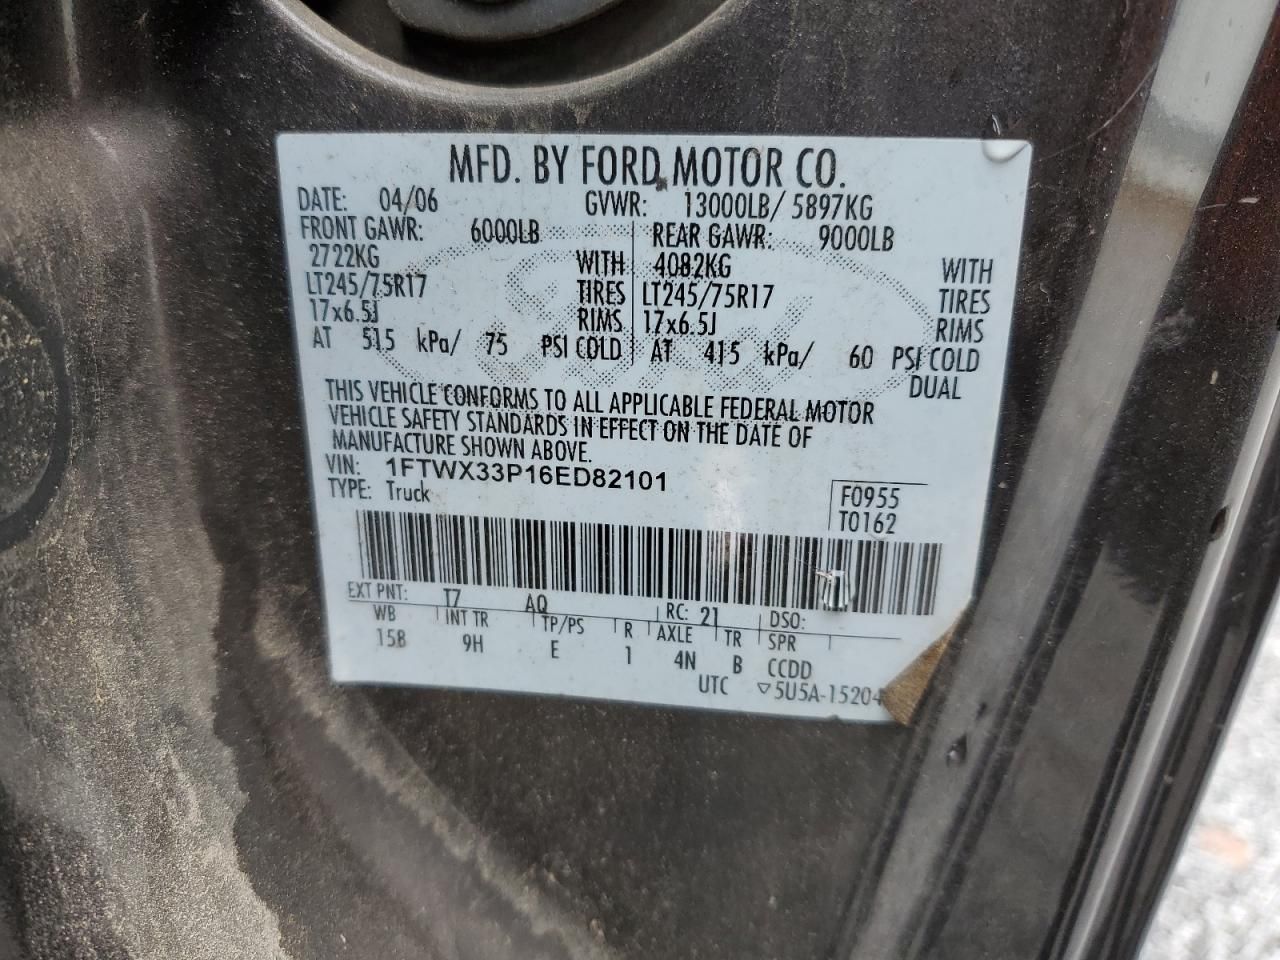 MFD. BY FORD MOTOR CO.
DATE: 04/06 GVWR: 13000LB/ 5897KG
FRONT GAWR: 6000LB REAR GAWR: 9000LB
2722KG WITH 4082KG WITH
LT245/75R17 TIRES LT245/75R17 TIRES
17x6.5J RIMS 17x6.5J RIMS
AT 515 kPa/ 75 PSI COLD AT 415 kPa/ 60 PSI COLD
DUAL
THIS VEHICLE CONFORMS TO ALL APPLICABLE FEDERAL MOTOR
VEHICLE SAFETY STANDARDS IN EFFECT ON THE DATE OF
MANUFACTURE SHOWN ABOVE.
VIN: 1FTWX33P16ED82101
TYPE: Truck
F0955
T0162
EXT PNT: T7 AQ RC: 21 DSO:
WB INT TR TP/PS R AXLE TR SPR
158 9H E 1 4N B CCDD
UTC ▽5U5A-15204